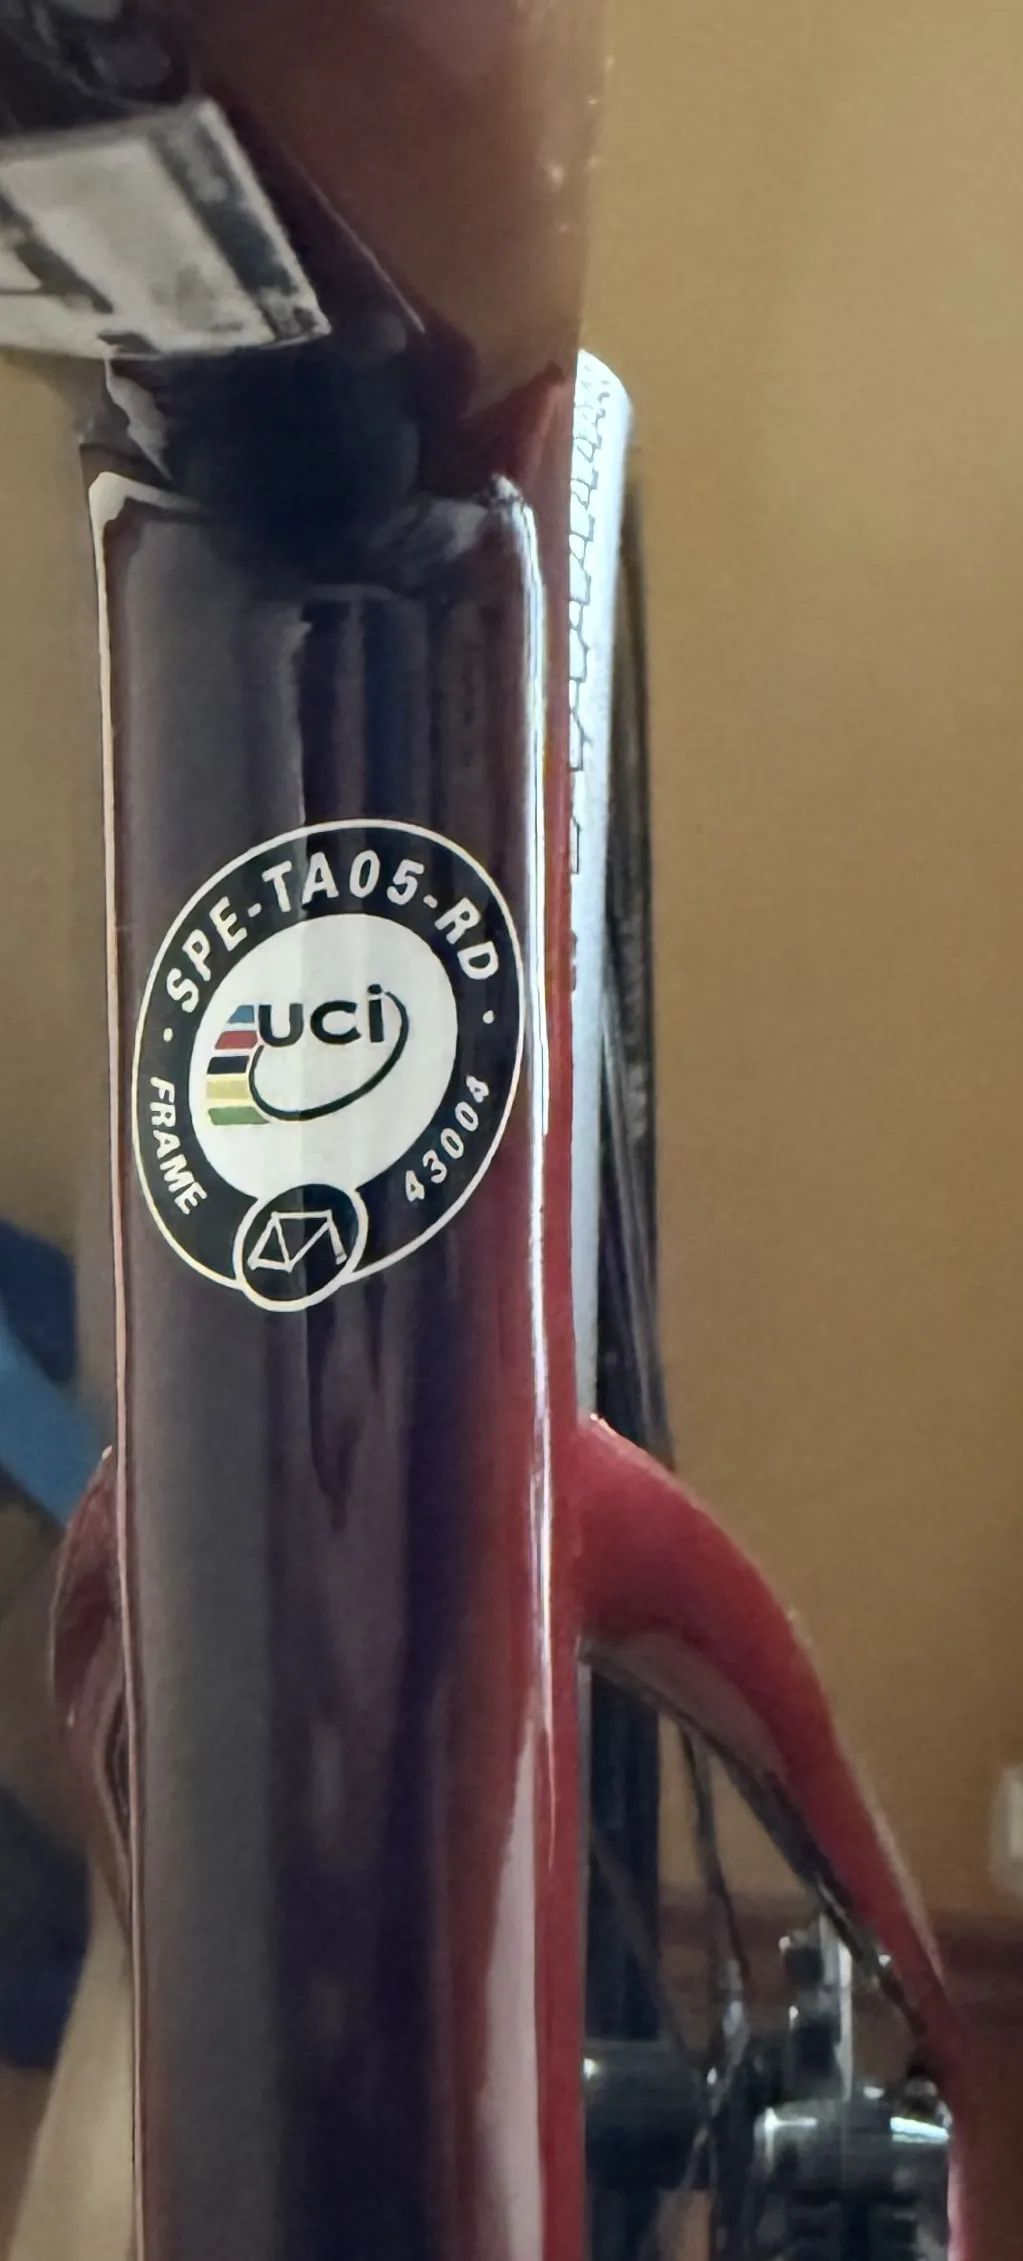 · SPE-TA05-RD ·
uci
FRAME
43004